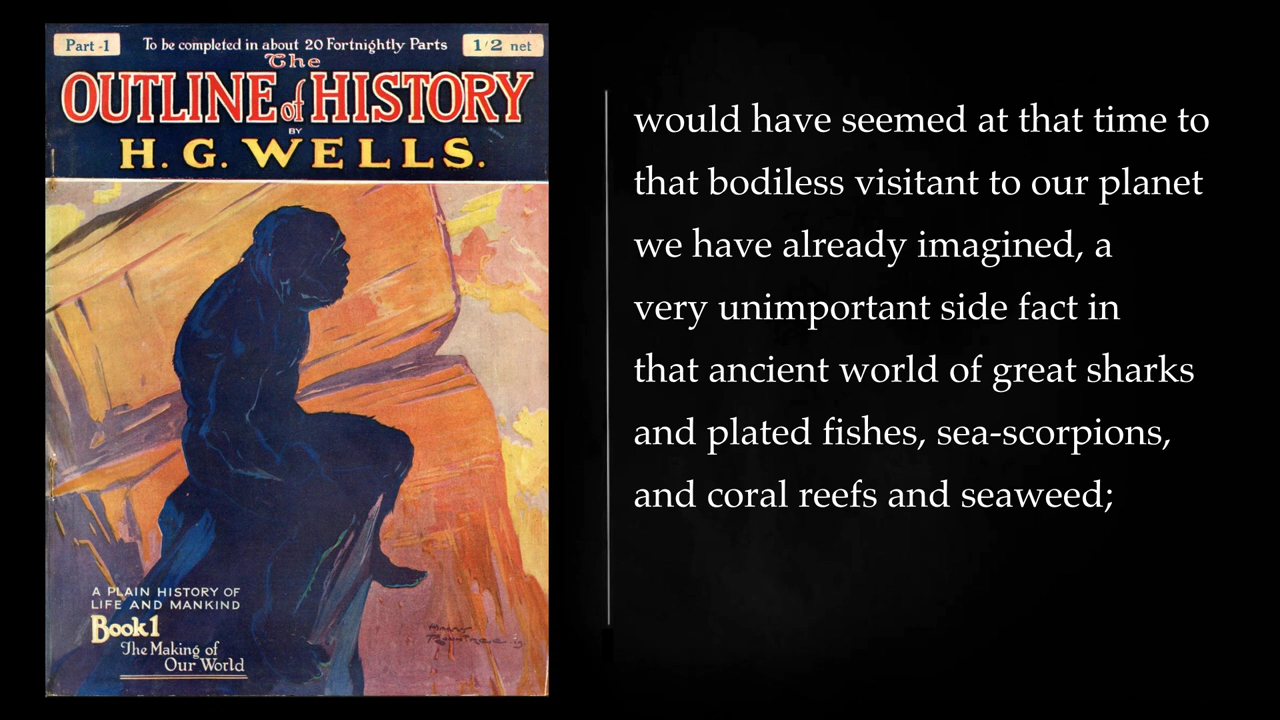 Part -1
To be completed in about 20 Fortnightly Parts
1/2 net
The
OUTLINE of HISTORY
BY
H. G. WELLS.
A PLAIN HISTORY OF
LIFE AND MANKIND
Book 1
The Making of
Our World
would have seemed at that time to
that bodiless visitant to our planet
we have already imagined, a
very unimportant side fact in
that ancient world of great sharks
and plated fishes, sea-scorpions,
and coral reefs and seaweed;